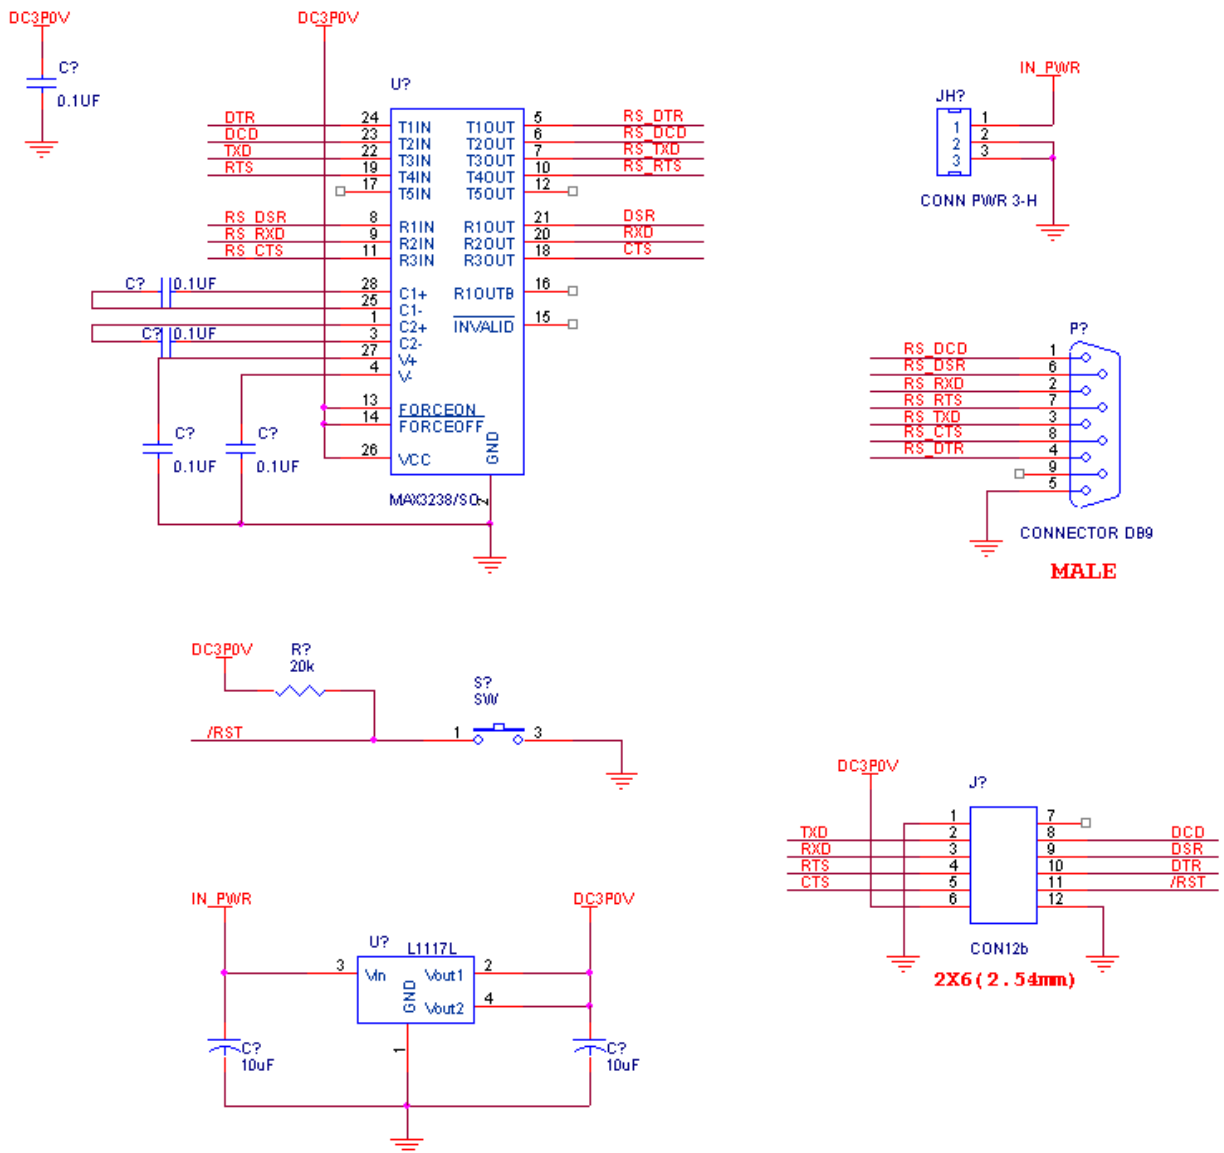 DC3P0V
C?
0.1UF
DC3P0V
U?
DTR 24 T1IN T1OUT 5 RS_DTR
DCD 23 T2IN T2OUT 6 RS_DCD
TXD 22 T3IN T3OUT 7 RS_TXD
RTS 19 T4IN T4OUT 10 RS_RTS
17 T5IN T5OUT 12
RS_DSR 8 R1IN R1OUT 21 DSR
RS_RXD 9 R2IN R2OUT 20 RXD
RS_CTS 11 R3IN R3OUT 18 CTS
C? 0.1UF 28 C1+ R1OUTB 16
25 C1-
1 C2+ INVALID 15
C? 0.1UF 3 C2-
27 V+
4 V-
13 FORCEON
14 FORCEOFF
26 VCC
GND
2
C?
0.1UF
C?
0.1UF
MAX3238/SO
IN_PWR
JH?
1 1
2 2
3 3
CONN PWR 3-H
P?
RS_DCD 1
RS_DSR 6
RS_RXD 2
RS_RTS 7
RS_TXD 3
RS_CTS 8
RS_DTR 4
9
5
CONNECTOR DB9
MALE
DC3P0V
R?
20k
/RST
S?
SW
1 3
DC3P0V
J?
1 7
TXD 2 8 DCD
RXD 3 9 DSR
RTS 4 10 DTR
CTS 5 11 /RST
6 12
CON12b
2X6(2.54mm)
IN_PWR
DC3P0V
U? L1117L
3 Vin Vout1 2
GND Vout2 4
1
C?
10uF
C?
10uF